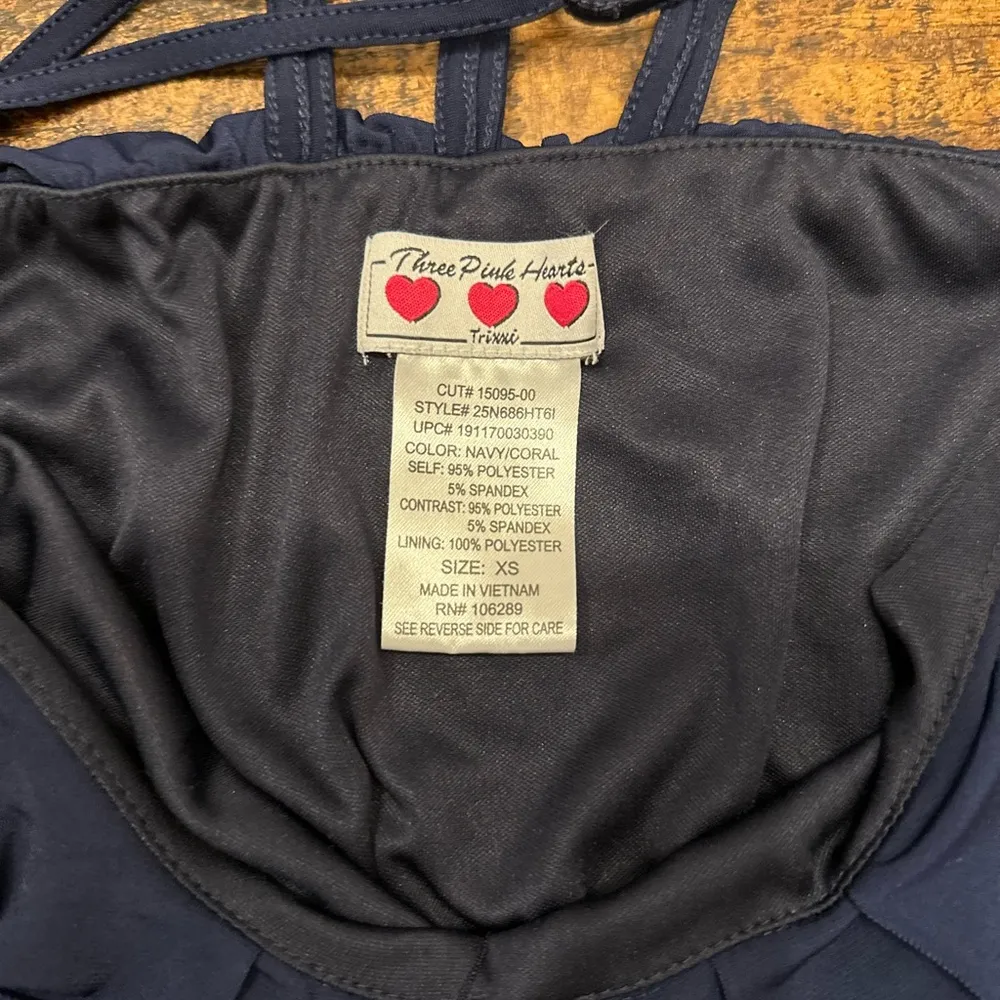 Three Pink Hearts
Trixxi
CUT# 15095-00
STYLE# 25N686HT6I
UPC# 191170030390
COLOR: NAVY/CORAL
SELF: 95% POLYESTER
5% SPANDEX
CONTRAST: 95% POLYESTER
5% SPANDEX
LINING: 100% POLYESTER
SIZE: XS
MADE IN VIETNAM
RN# 106289
SEE REVERSE SIDE FOR CARE